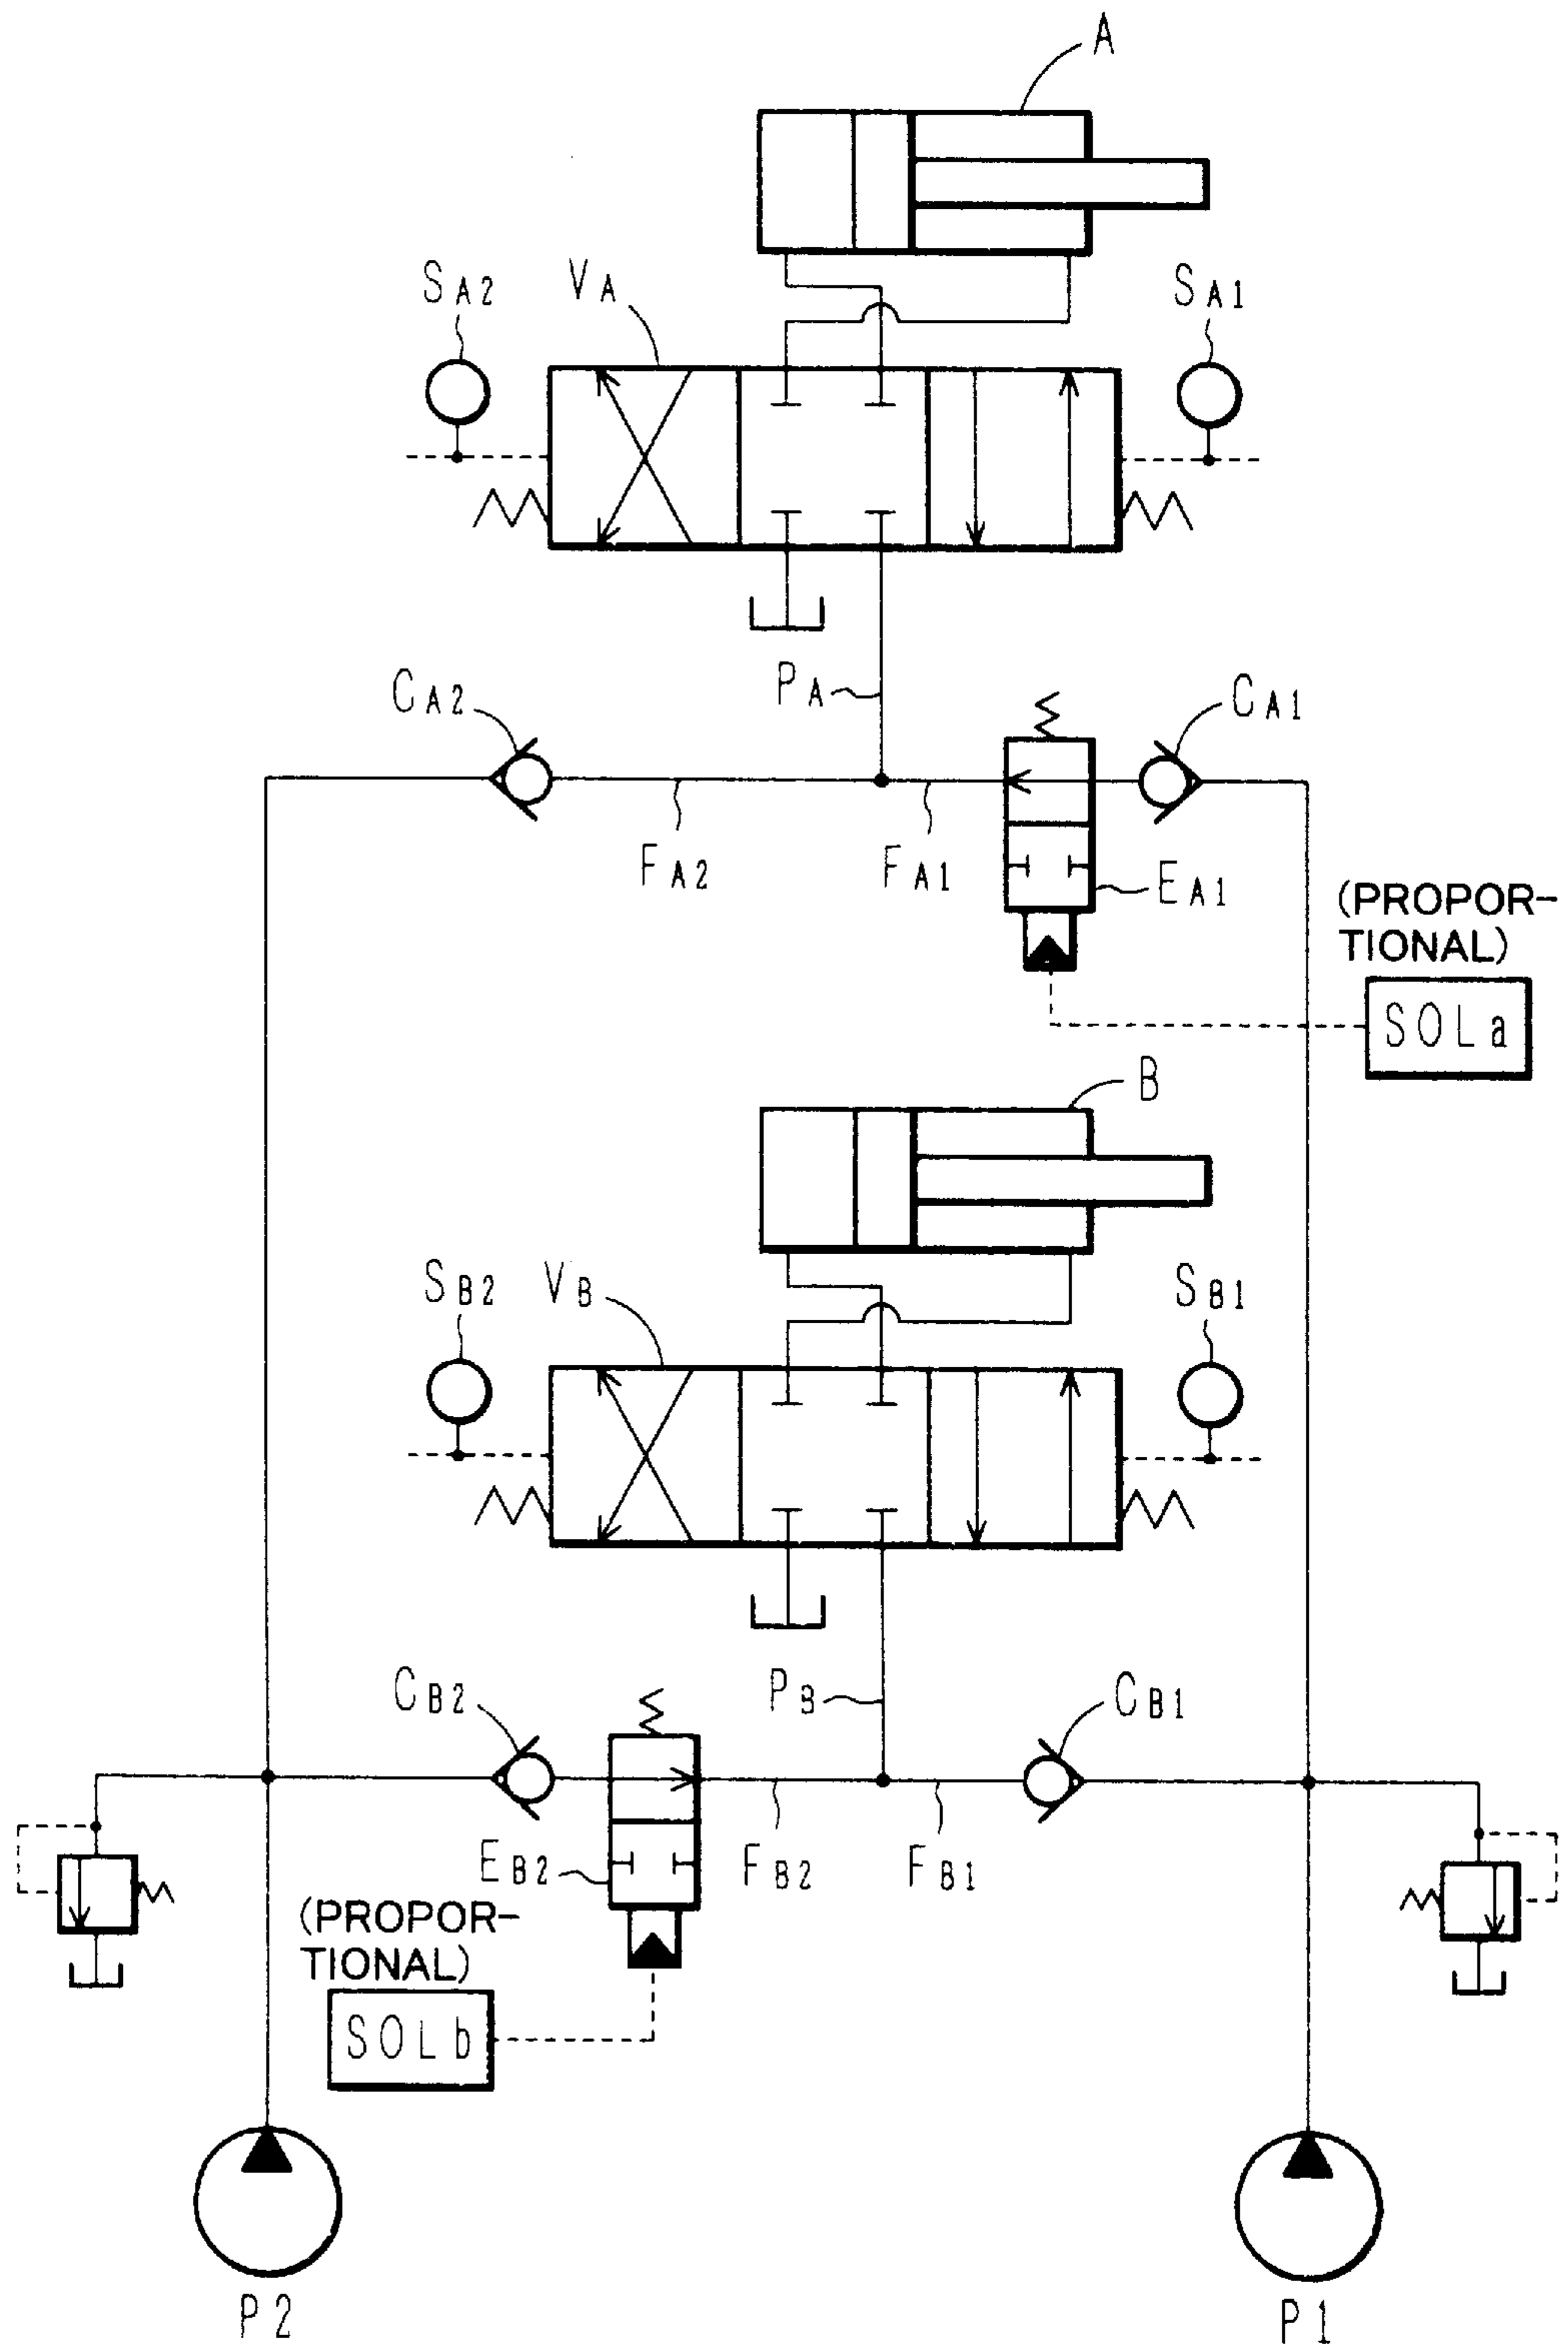 A
SA2
VA
SA1
PA
CA2
CA1
FA2
FA1
EA1
(PROPOR-
TIONAL)
SOLa
B
SB2
VB
SB1
PB
CB2
CB1
EB2
FB2
FB1
(PROPOR-
TIONAL)
SOLb
P2
P1